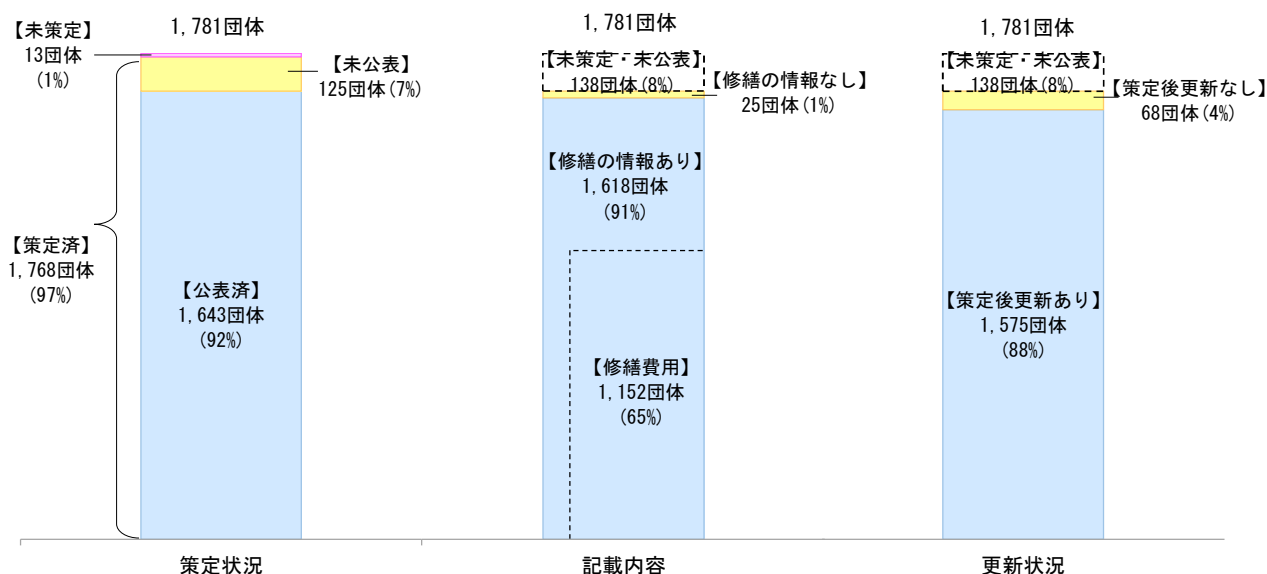 【未策定】
13団体
(1%)
1,781団体
【未公表】
125団体(7%)
【策定済】
1,768団体
(97%)
【公表済】
1,643団体
(92%)
策定状況
1,781団体
【未策定・未公表】
138団体(8%)
【修繕の情報なし】
25団体(1%)
【修繕の情報あり】
1,618団体
(91%)
【修繕費用】
1,152団体
(65%)
記載内容
1,781団体
【未策定・未公表】
138団体(8%)
【策定後更新なし】
68団体(4%)
【策定後更新あり】
1,575団体
(88%)
更新状況